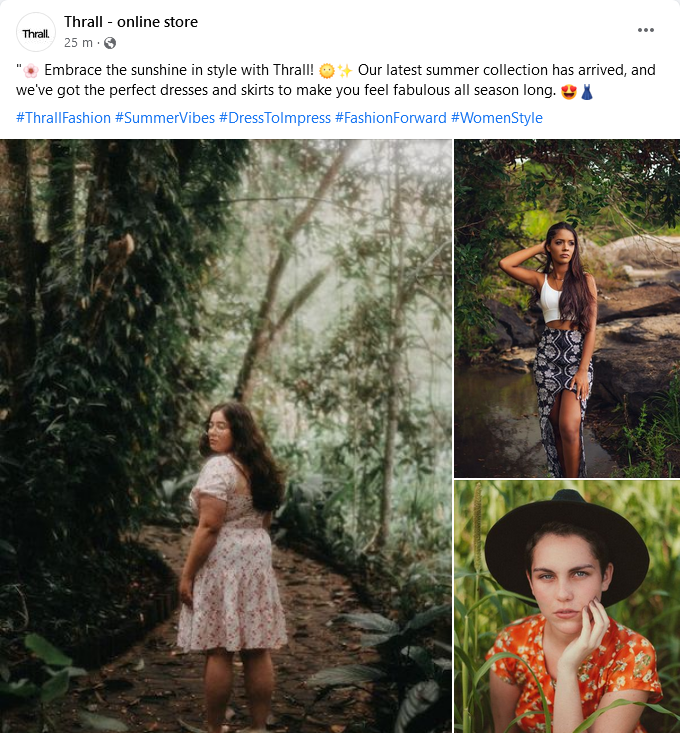 Thrall.
Thrall - online store
25 m ·
"🌸 Embrace the sunshine in style with Thrall! 🌞✨ Our latest summer collection has arrived, and
we've got the perfect dresses and skirts to make you feel fabulous all season long. 😍👗
#ThrallFashion #SummerVibes #DressToImpress #FashionForward #WomenStyle